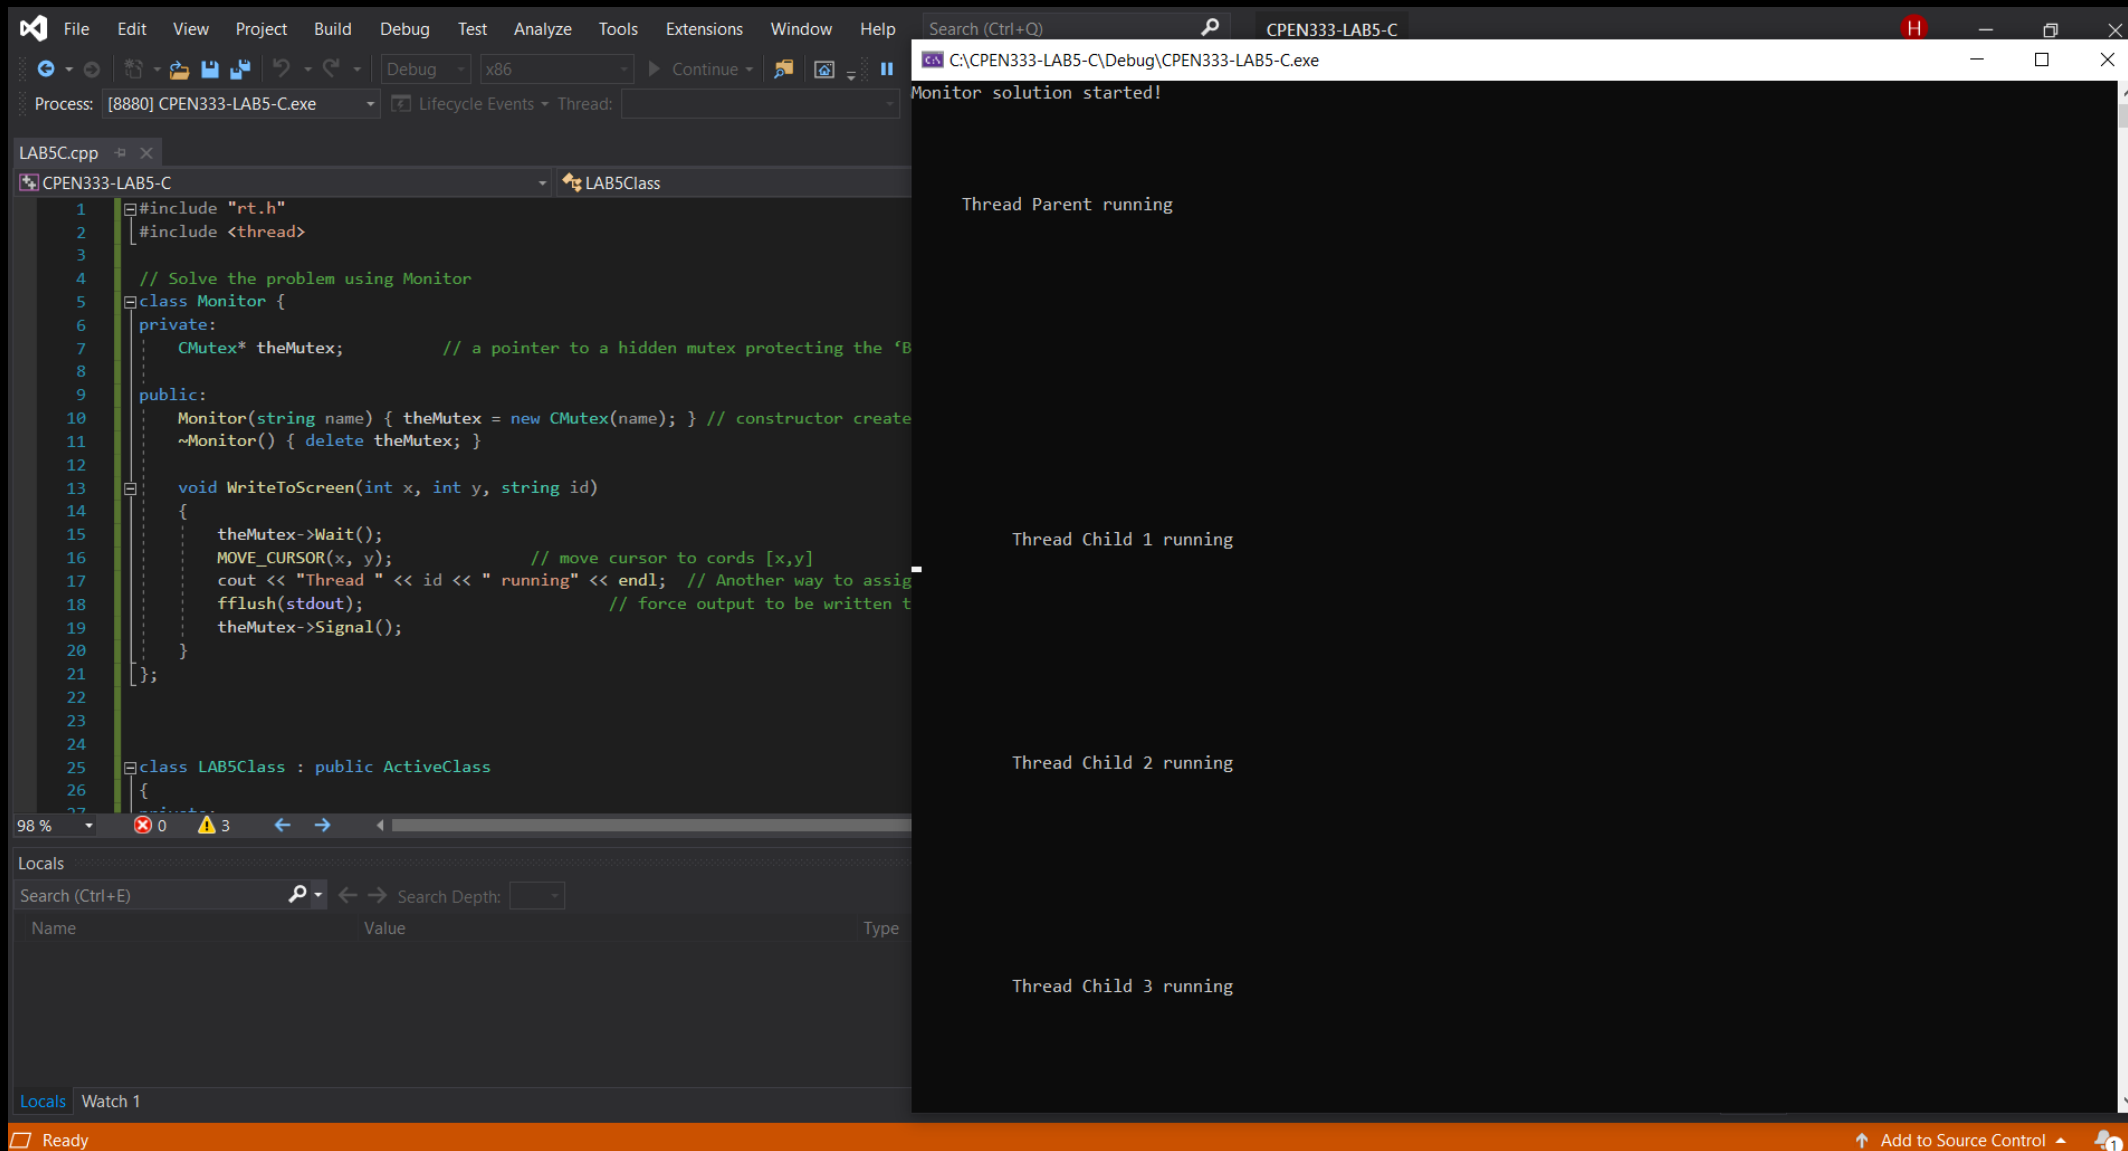 File Edit View Project Build Debug Test Analyze Tools Extensions Window Help Search (Ctrl+Q) CPEN333-LAB5-C H
Debug x86 Continue
Process: [8880] CPEN333-LAB5-C.exe Lifecycle Events Thread:
LAB5C.cpp
CPEN333-LAB5-C LAB5Class
1 #include "rt.h"
2 #include <thread>
3
4 // Solve the problem using Monitor
5 class Monitor {
6 private:
7 CMutex* theMutex; // a pointer to a hidden mutex protecting the ‘B
8
9 public:
10 Monitor(string name) { theMutex = new CMutex(name); } // constructor create
11 ~Monitor() { delete theMutex; }
12
13 void WriteToScreen(int x, int y, string id)
14 {
15 theMutex->Wait();
16 MOVE_CURSOR(x, y); // move cursor to cords [x,y]
17 cout << "Thread " << id << " running" << endl; // Another way to assig
18 fflush(stdout); // force output to be written t
19 theMutex->Signal();
20 }
21 };
22
23
24
25 class LAB5Class : public ActiveClass
26 {
27 private:
98 % 0 3
Locals
Search (Ctrl+E) Search Depth:
Name Value Type
Locals Watch 1
Ready Add to Source Control 1
C:\CPEN333-LAB5-C\Debug\CPEN333-LAB5-C.exe
Monitor solution started!
Thread Parent running
Thread Child 1 running
Thread Child 2 running
Thread Child 3 running